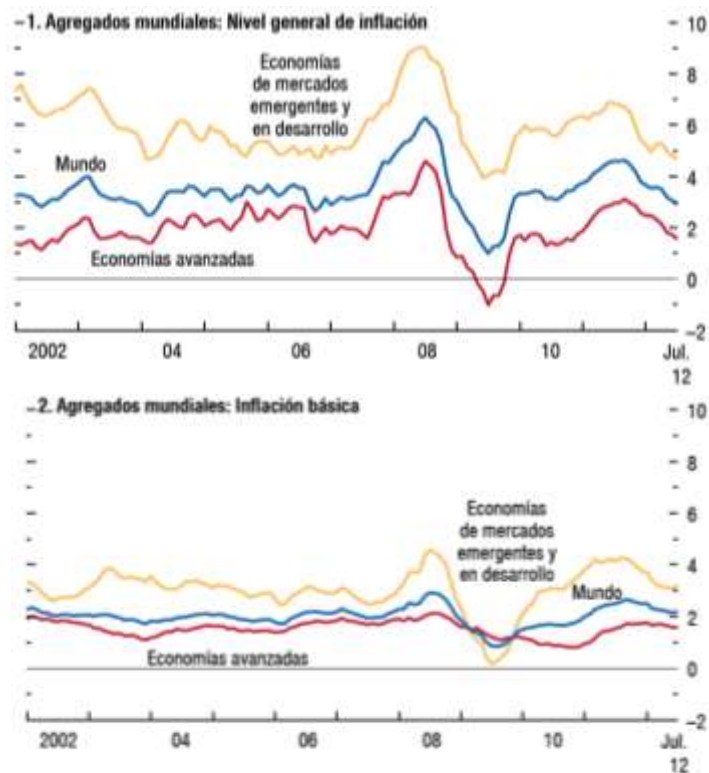 1. Agregados mundiales: Nivel general de inflación
10
Economías
de mercados
emergentes y
en desarrollo
8
6
Mundo
4
2
Economías avanzadas
0
–2
2002 04 06 08 10 Jul.
12
2. Agregados mundiales: Inflación básica
10
8
Economías
de mercados
emergentes y
en desarrollo
6
4
Mundo
2
Economías avanzadas
0
–2
2002 04 06 08 10 Jul.
12